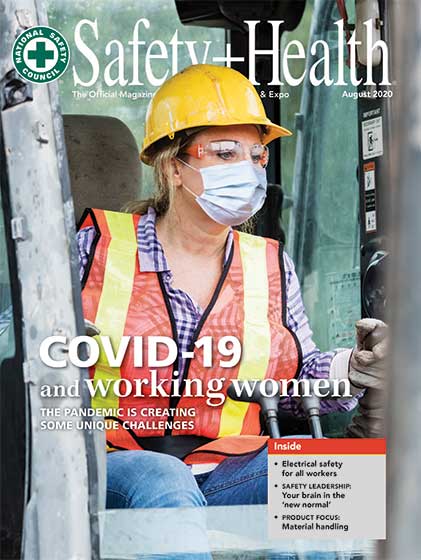 NATIONAL SAFETY COUNCIL
Safety+Health
The Official Magazine
& Expo
August 2020
IMPORTANT
COVID-19
and working women
THE PANDEMIC IS CREATING
SOME UNIQUE CHALLENGES
Inside
• Electrical safety
for all workers
• SAFETY LEADERSHIP:
Your brain in the
‘new normal’
• PRODUCT FOCUS:
Material handling